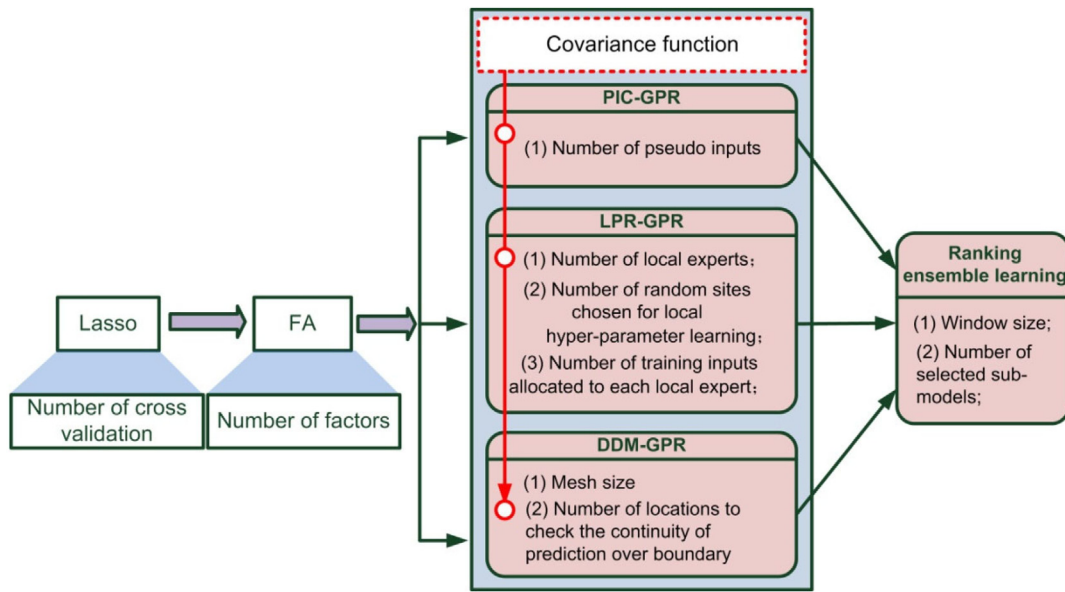 Lasso
Number of cross
validation
FA
Number of factors
Covariance function
PIC-GPR
(1) Number of pseudo inputs
LPR-GPR
(1) Number of local experts;
(2) Number of random sites
chosen for local
hyper-parameter learning;
(3) Number of training inputs
allocated to each local expert;
DDM-GPR
(1) Mesh size
(2) Number of locations to
check the continuity of
prediction over boundary
Ranking
ensemble learning
(1) Window size;
(2) Number of
selected sub-
models;